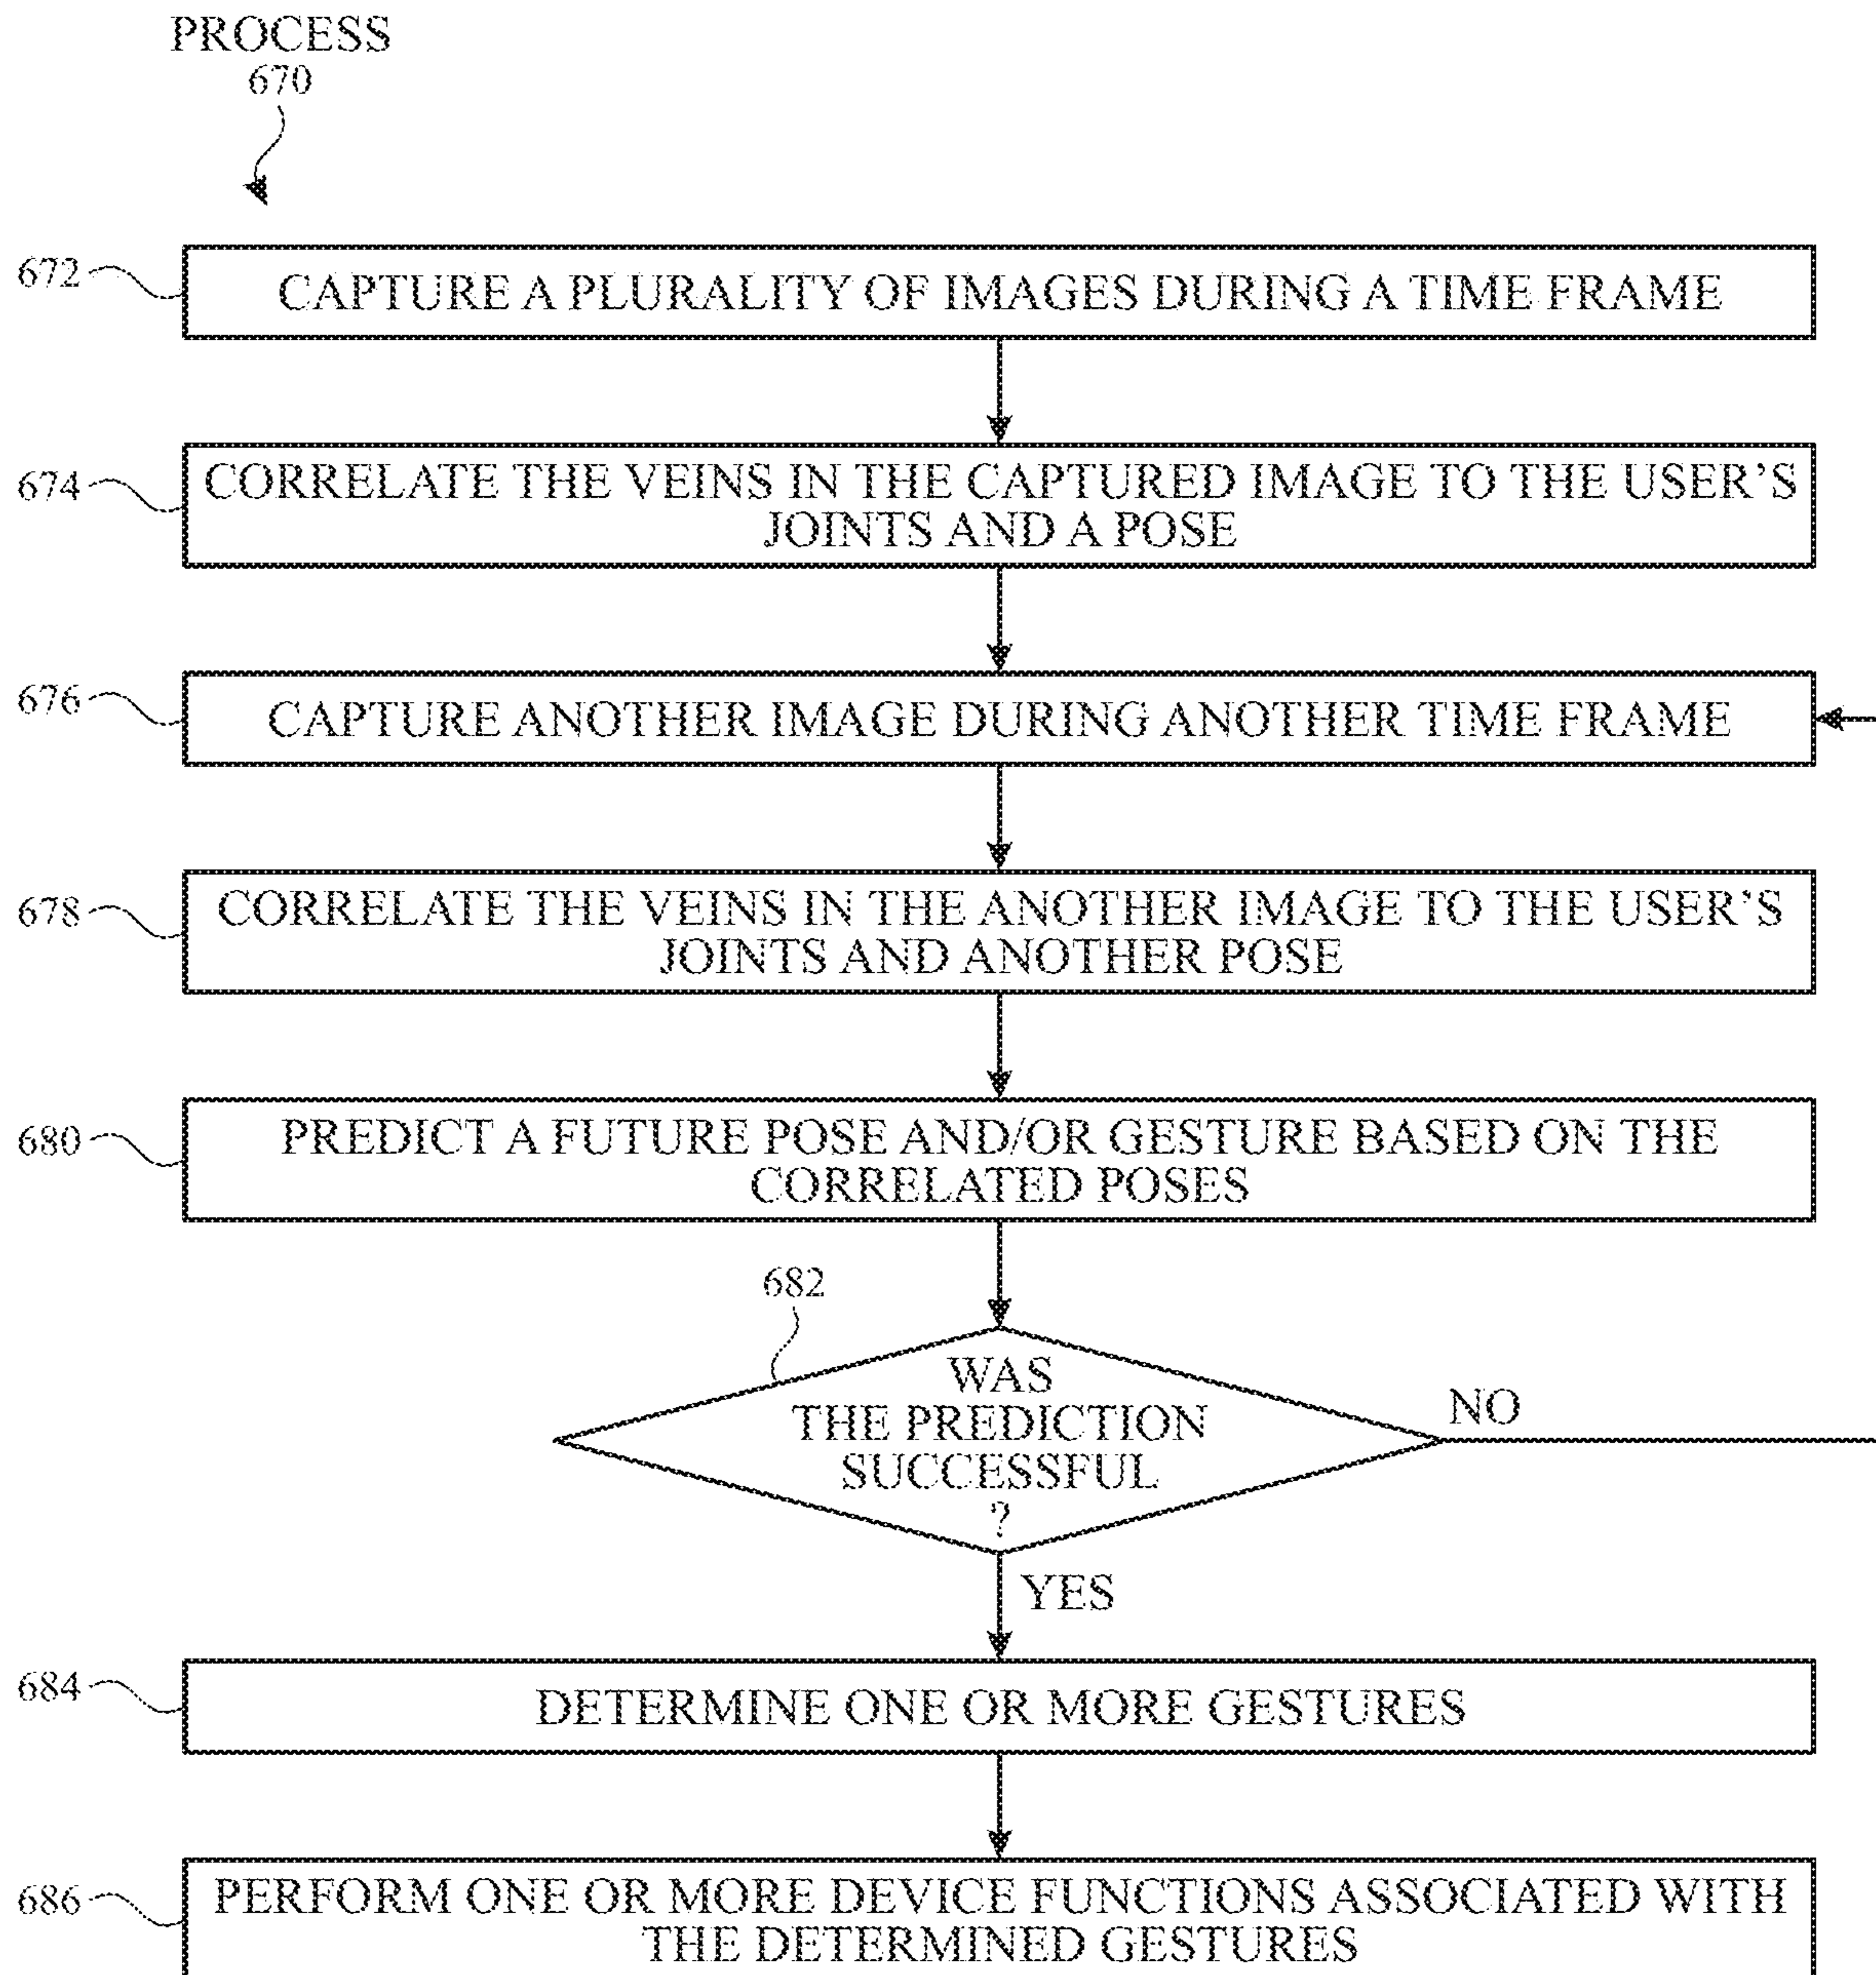 PROCESS
670
672
CAPTURE A PLURALITY OF IMAGES DURING A TIME FRAME
674
CORRELATE THE VEINS IN THE CAPTURED IMAGE TO THE USER'S
JOINTS AND A POSE
676
CAPTURE ANOTHER IMAGE DURING ANOTHER TIME FRAME
678
CORRELATE THE VEINS IN THE ANOTHER IMAGE TO THE USER'S
JOINTS AND ANOTHER POSE
680
PREDICT A FUTURE POSE AND/OR GESTURE BASED ON THE
CORRELATED POSES
682
WAS
THE PREDICTION
SUCCESSFUL
?
NO
YES
684
DETERMINE ONE OR MORE GESTURES
686
PERFORM ONE OR MORE DEVICE FUNCTIONS ASSOCIATED WITH
THE DETERMINED GESTURES